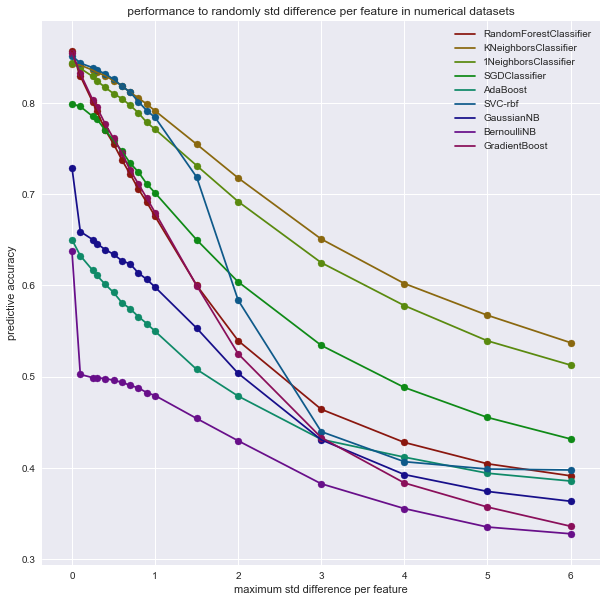 performance to randomly std difference per feature in numerical datasets
RandomForestClassifier
KNeighborsClassifier
1NeighborsClassifier
SGDClassifier
AdaBoost
SVC-rbf
GaussianNB
BernoulliNB
GradientBoost
predictive accuracy
0.8
0.7
0.6
0.5
0.4
0.3
0 1 2 3 4 5 6
maximum std difference per feature